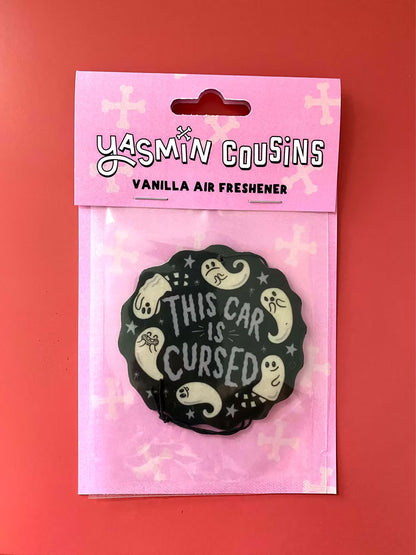 YASMIN COUSINS
VANILLA AIR FRESHENER
THIS CAR
IS
CURSED